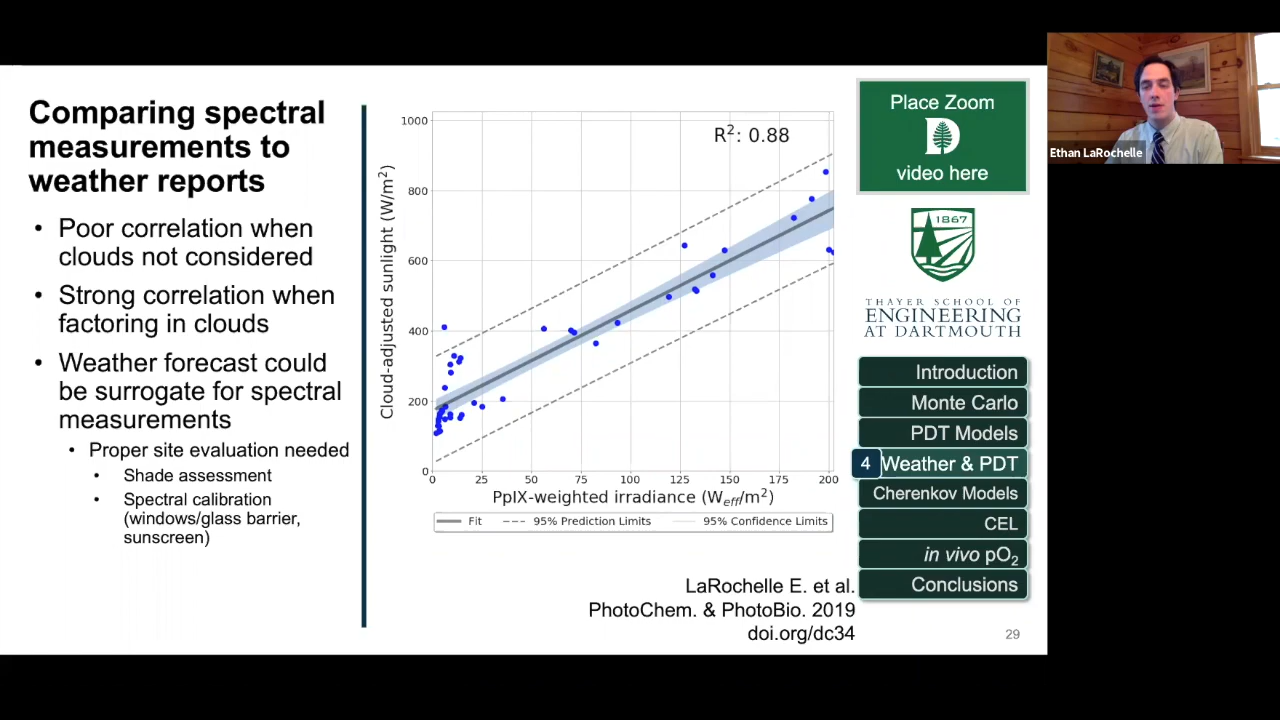 Comparing spectral
measurements to
weather reports
• Poor correlation when
clouds not considered
• Strong correlation when
factoring in clouds
• Weather forecast could
be surrogate for spectral
measurements
• Proper site evaluation needed
• Shade assessment
• Spectral calibration
(windows/glass barrier,
sunscreen)
R²: 0.88
Cloud-adjusted sunlight (W/m²)
1000
800
600
400
200
0
0 25 50 75 100 125 150 175 200
PpIX-weighted irradiance (W_eff/m²)
Fit 95% Prediction Limits 95% Confidence Limits
LaRochelle E. et al.
PhotoChem. & PhotoBio. 2019
doi.org/dc34
Place Zoom
D
video here
1867
THAYER SCHOOL OF
ENGINEERING
AT DARTMOUTH
Introduction
Monte Carlo
PDT Models
4 Weather & PDT
Cherenkov Models
CEL
in vivo pO₂
Conclusions
29
Ethan LaRochelle